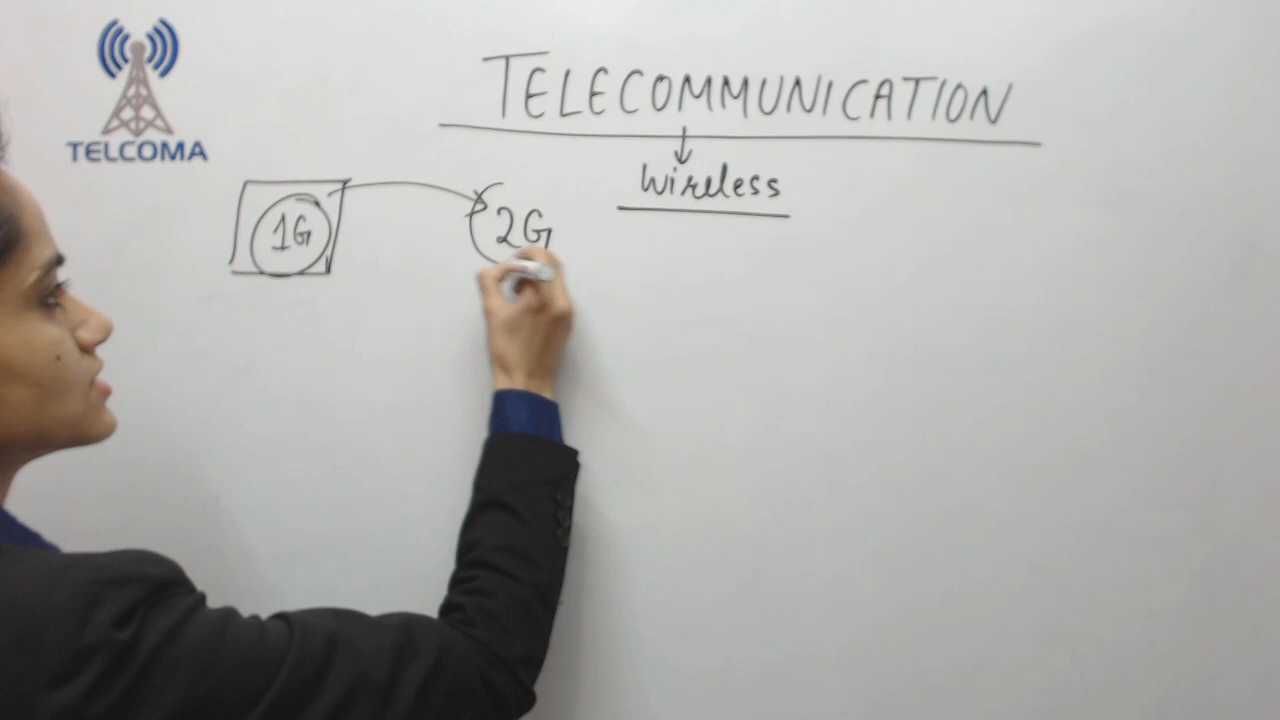 TELCOMA
TELECOMMUNICATION
Wireless
1G
2G